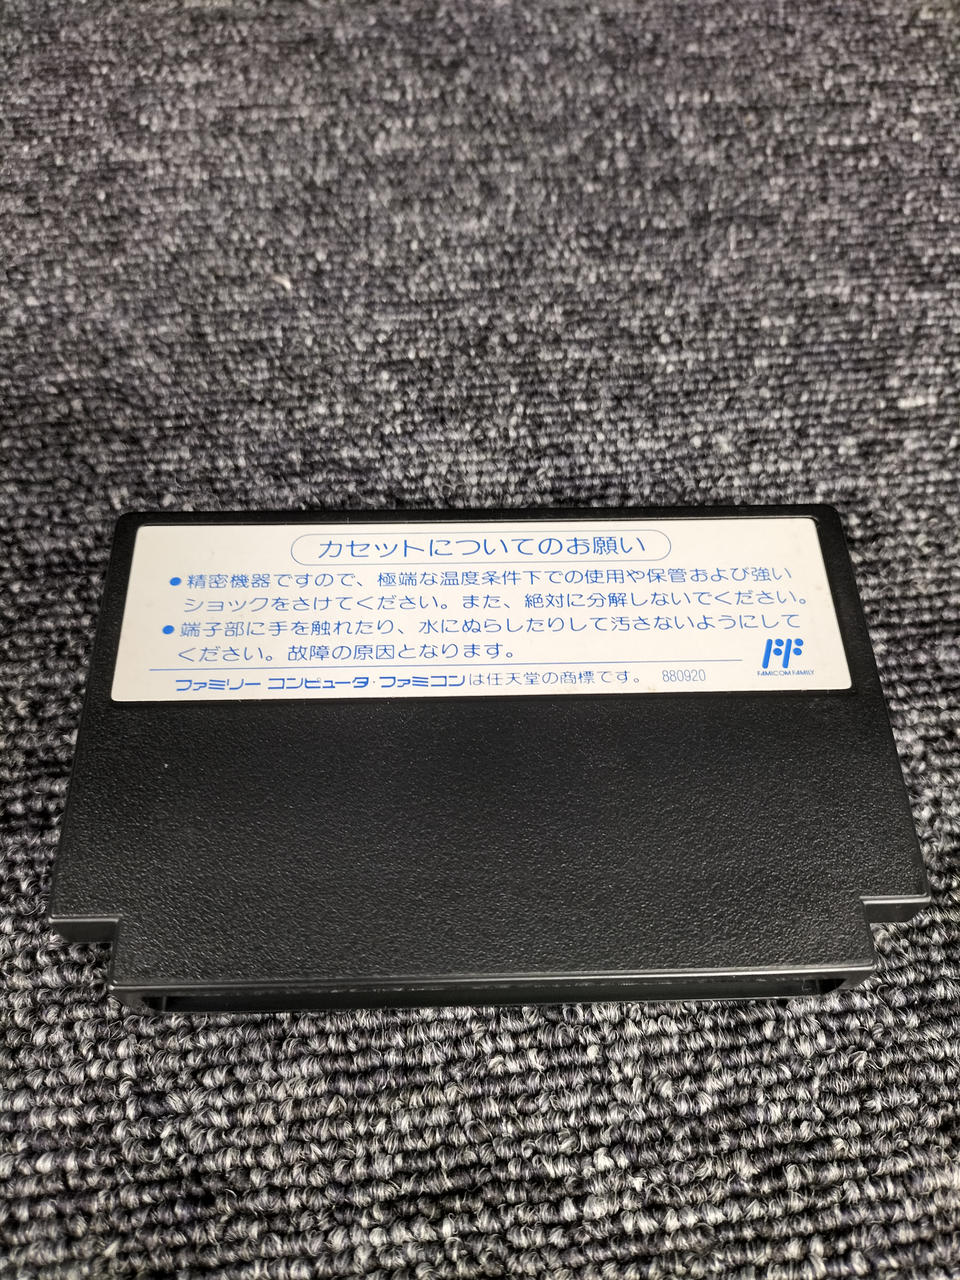 カセットについてのお願い
●精密機器ですので、極端な温度条件下での使用や保管および強い
ショックをさけてください。また、絶対に分解しないでください。
●端子部に手を触れたり、水にぬらしたりして汚さないようにして
ください。故障の原因となります。
FF
FAMICOM FAMILY
ファミリー コンピュータ・ファミコンは任天堂の商標です。 880920